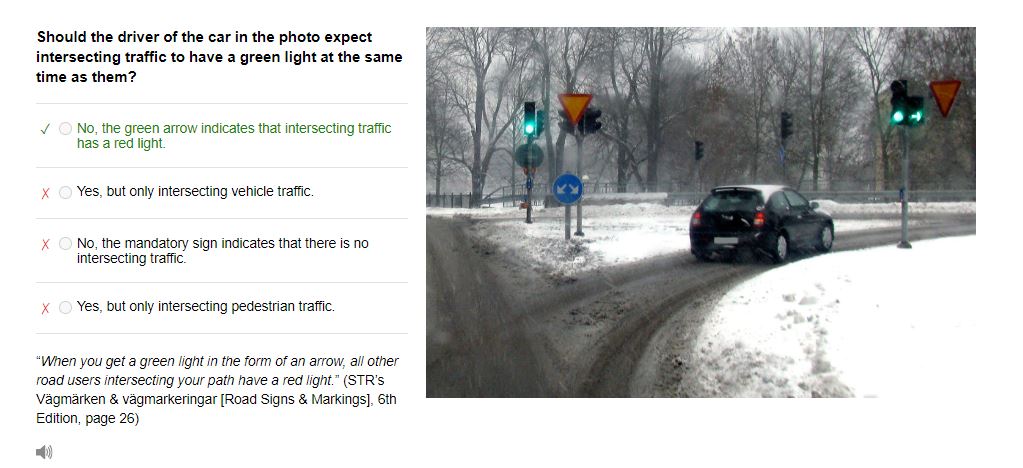 Should the driver of the car in the photo expect
intersecting traffic to have a green light at the same
time as them?
No, the green arrow indicates that intersecting traffic
has a red light.
Yes, but only intersecting vehicle traffic.
No, the mandatory sign indicates that there is no
intersecting traffic.
Yes, but only intersecting pedestrian traffic.
“When you get a green light in the form of an arrow, all other
road users intersecting your path have a red light.” (STR’s
Vägmärken & vägmarkeringar [Road Signs & Markings], 6th
Edition, page 26)